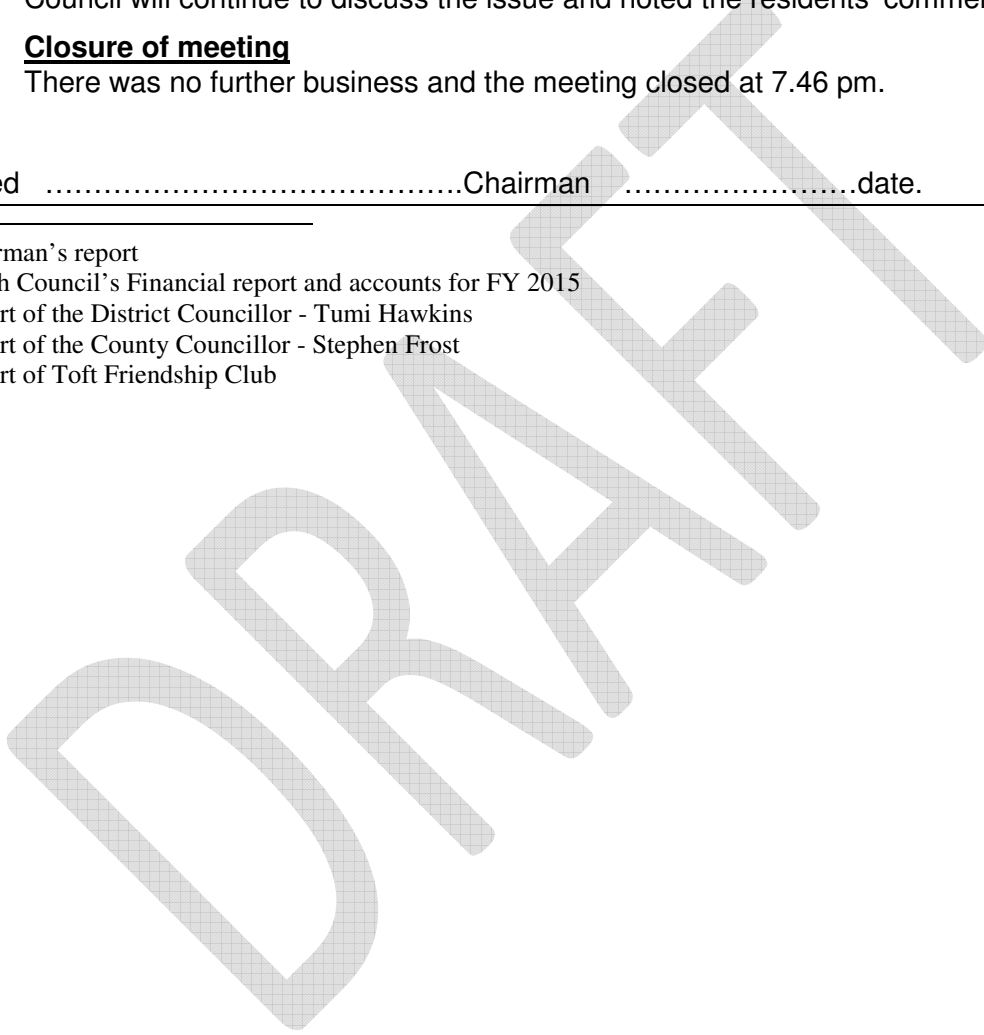 Council will continue to discuss the issue and noted the residents'
Closure of meeting
There was no further business and the meeting closed at 7.46 pm.
ed …………………………………….Chairman ……………………date.
rman's report
h Council's Financial report and accounts for FY 2015
rt of the District Councillor - Tumi Hawkins
rt of the County Councillor - Stephen Frost
rt of Toft Friendship Club
DRAFT